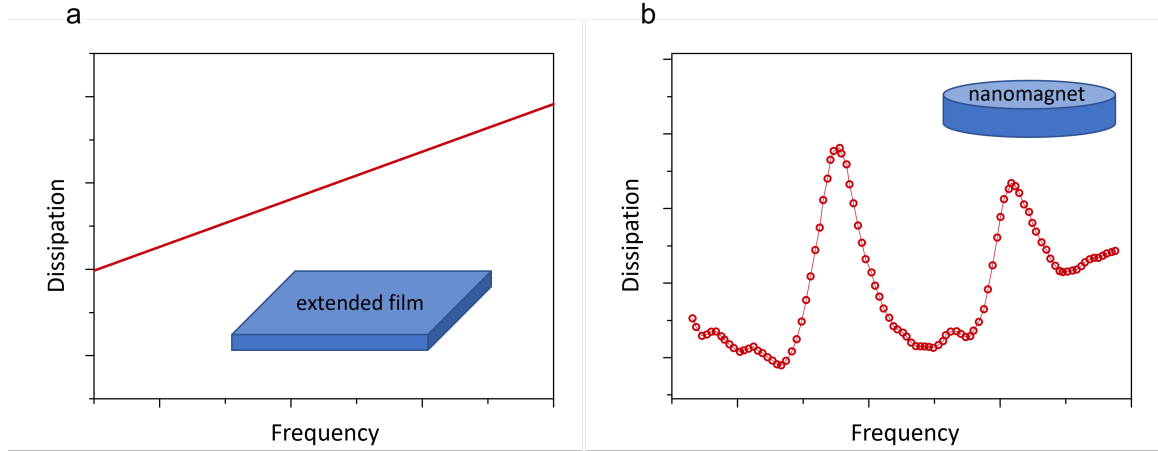 a
Dissipation
extended film
Frequency
b
Dissipation
nanomagnet
Frequency